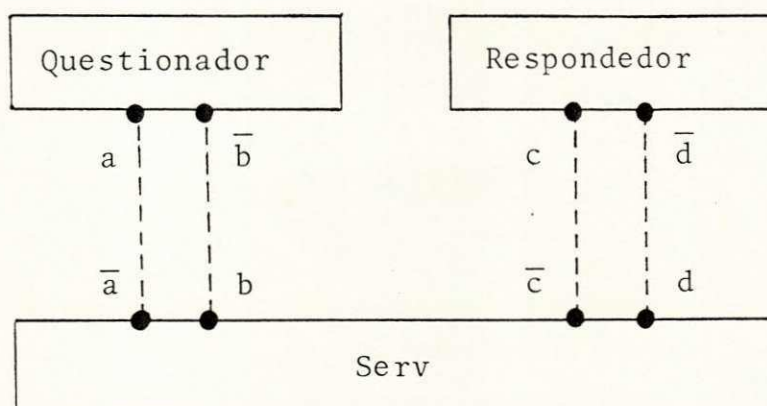 Questionador Respondedor
a b̅ c d̅
a̅ b c̅ d
Serv